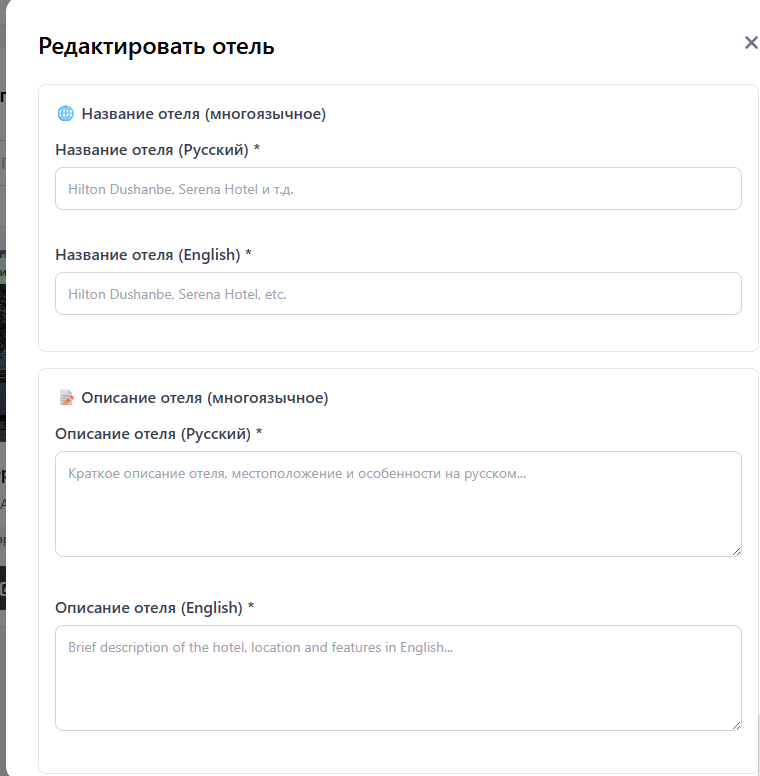 Редактировать отель
Название отеля (многоязычное)
Название отеля (Русский) *
Hilton Dushanbe, Serena Hotel и т.д.
Название отеля (English) *
Hilton Dushanbe, Serena Hotel, etc.
Описание отеля (многоязычное)
Описание отеля (Русский) *
Краткое описание отеля, местоположение и особенности на русском...
Описание отеля (English) *
Brief description of the hotel, location and features in English...